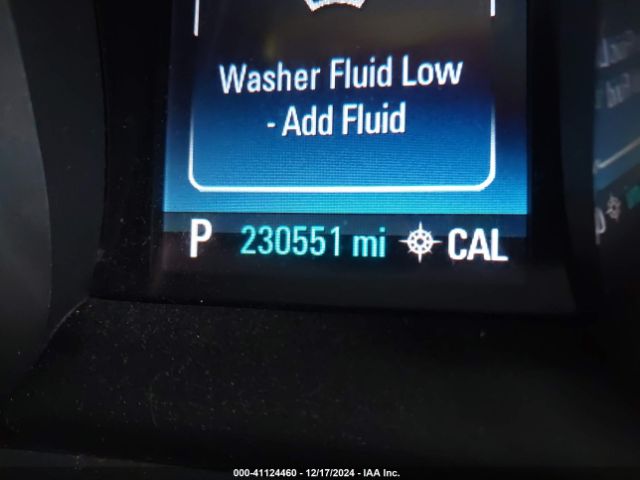 Washer Fluid Low
- Add Fluid
P 230551 mi CAL
000-41124460 - 12/17/2024 - IAA Inc.